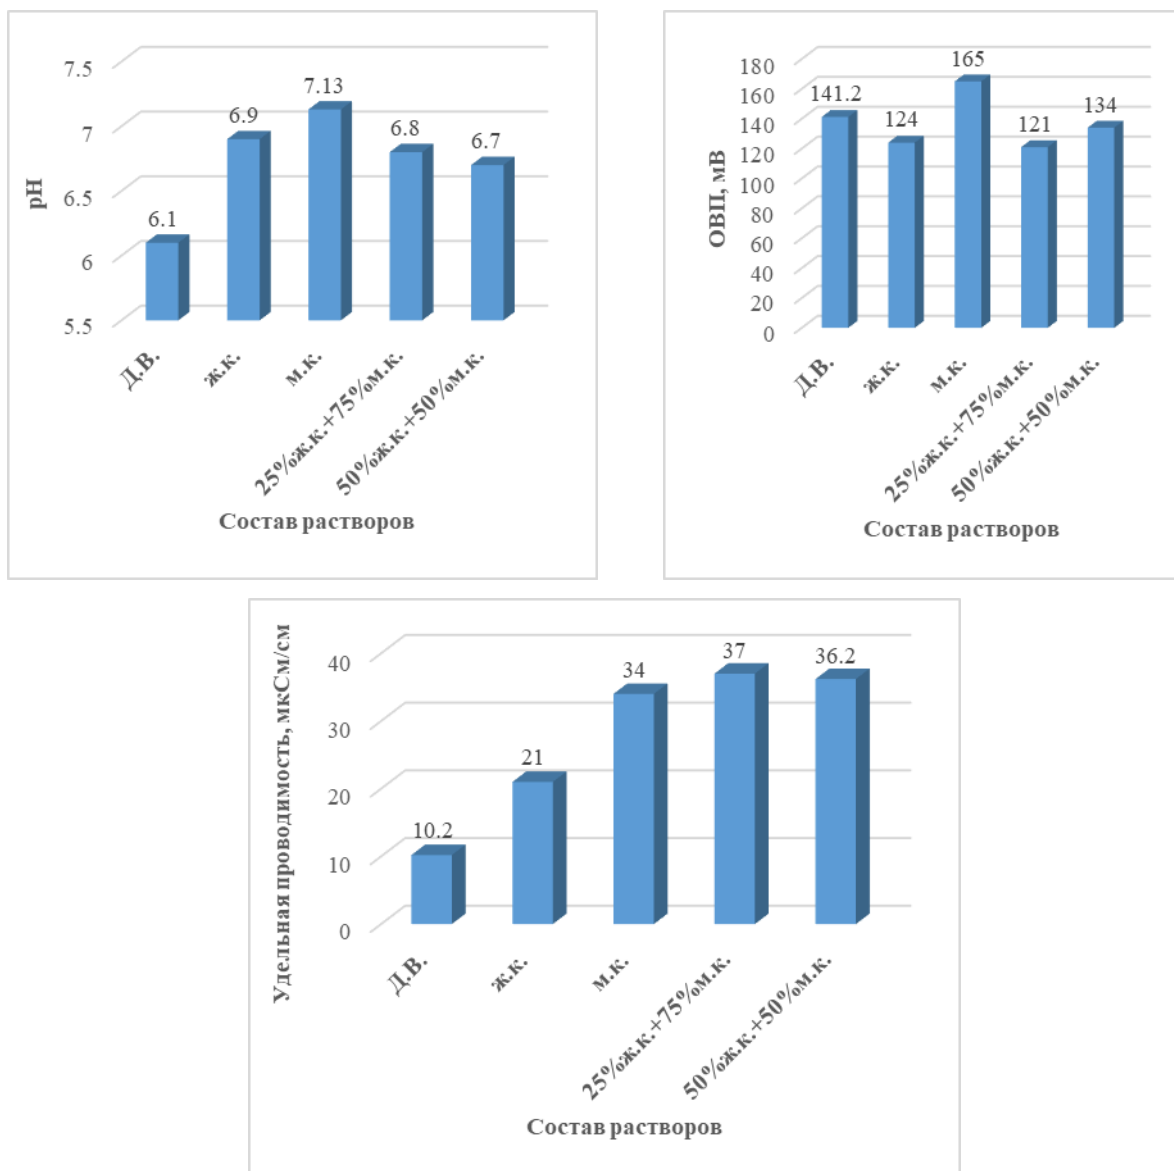 7.5
7
6.5
6
5.5
pH
6.1
6.9
7.13
6.8
6.7
Д.В.
ж.к.
м.к.
25%ж.к.+75%м.к.
50%ж.к.+50%м.к.
Состав растворов
180
160
140
120
100
80
60
40
20
0
ОВП, мВ
141.2
124
165
121
134
Д.В.
ж.к.
м.к.
25%ж.к.+75%м.к.
50%ж.к.+50%м.к.
Состав растворов
40
30
20
10
0
Удельная проводимость, мкСм/см
10.2
21
34
37
36.2
Д.В.
ж.к.
м.к.
25%ж.к.+75%м.к.
50%ж.к.+50%м.к.
Состав растворов